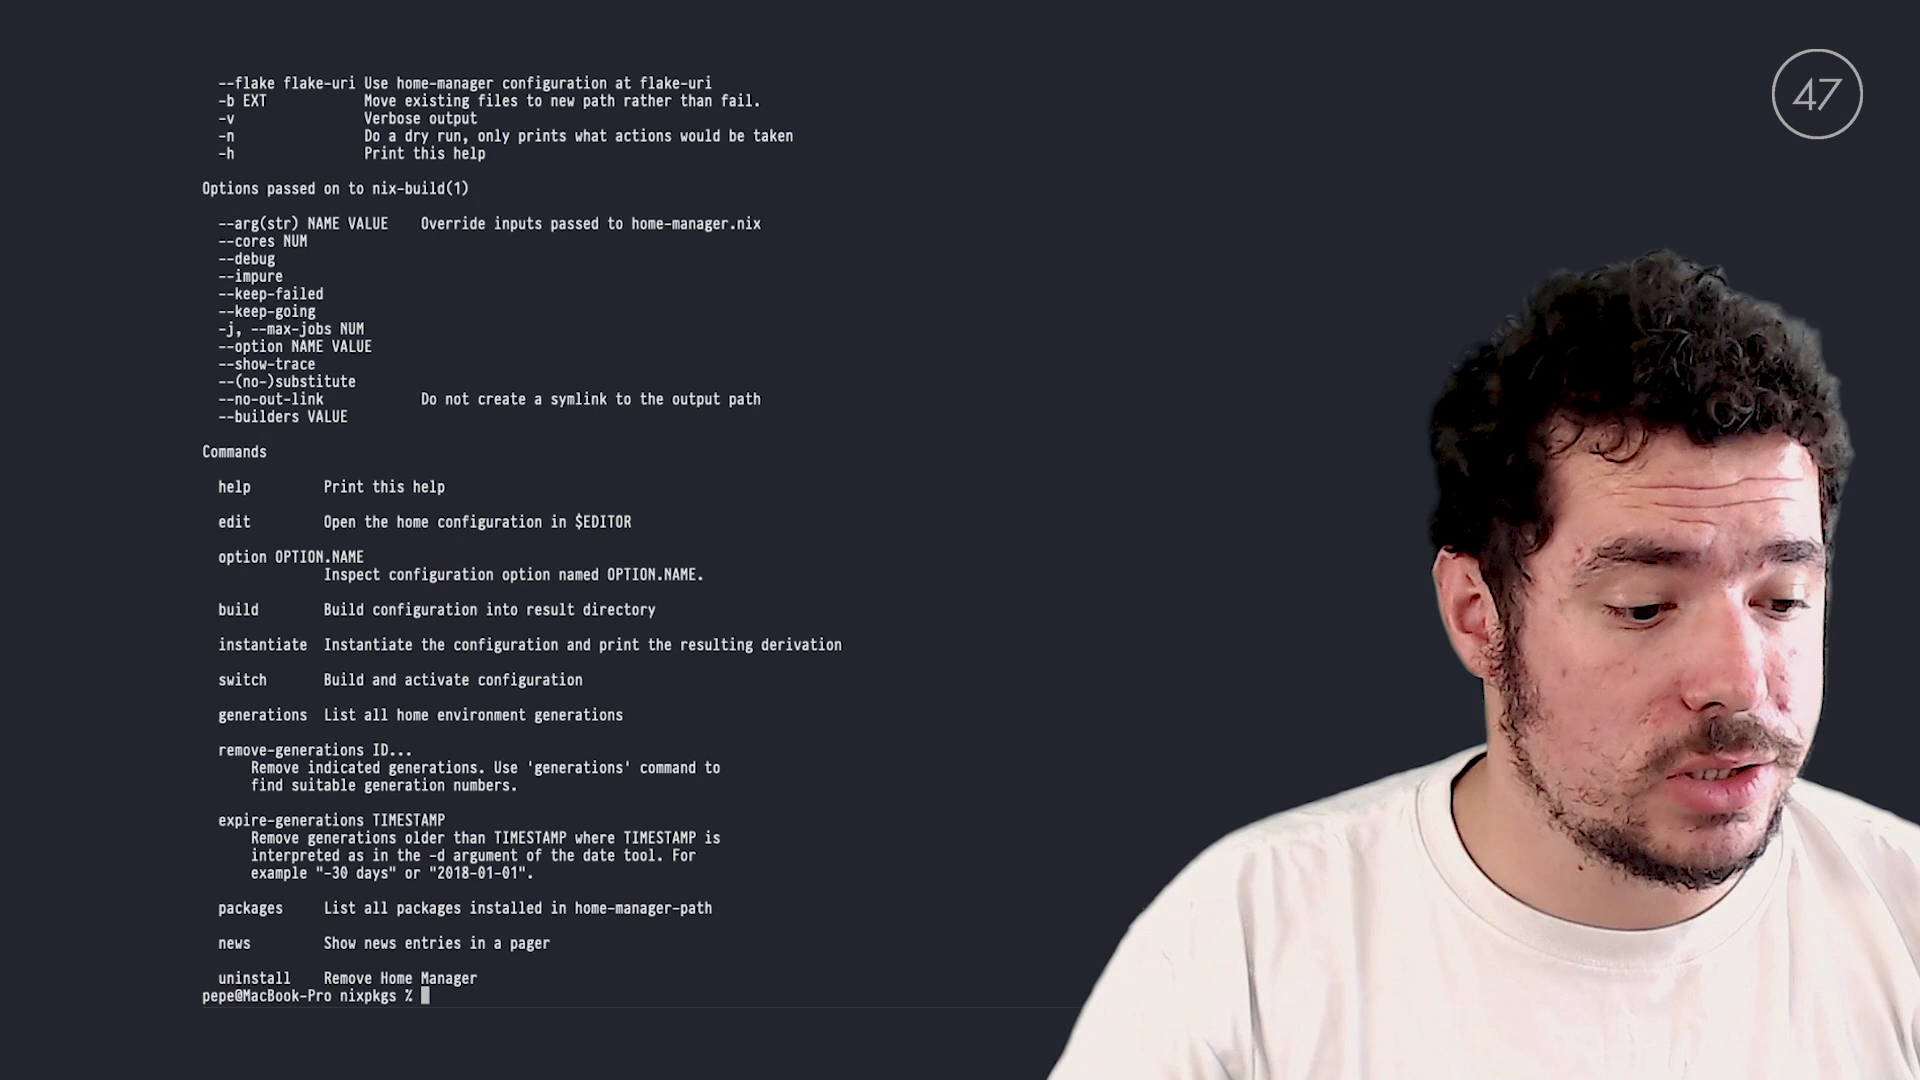 47
--flake flake-uri Use home-manager configuration at flake-uri
-b EXT Move existing files to new path rather than fail.
-v Verbose output
-n Do a dry run, only prints what actions would be taken
-h Print this help
Options passed on to nix-build(1)
--arg(str) NAME VALUE Override inputs passed to home-manager.nix
--cores NUM
--debug
--impure
--keep-failed
--keep-going
-j, --max-jobs NUM
--option NAME VALUE
--show-trace
--(no-)substitute
--no-out-link Do not create a symlink to the output path
--builders VALUE
Commands
help Print this help
edit Open the home configuration in $EDITOR
option OPTION.NAME
Inspect configuration option named OPTION.NAME.
build Build configuration into result directory
instantiate Instantiate the configuration and print the resulting derivation
switch Build and activate configuration
generations List all home environment generations
remove-generations ID...
Remove indicated generations. Use 'generations' command to
find suitable generation numbers.
expire-generations TIMESTAMP
Remove generations older than TIMESTAMP where TIMESTAMP is
interpreted as in the -d argument of the date tool. For
example "-30 days" or "2018-01-01".
packages List all packages installed in home-manager-path
news Show news entries in a pager
uninstall Remove Home Manager
pepe@MacBook-Pro nixpkgs %